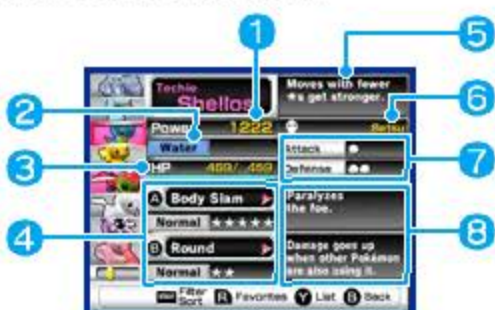 1
5
Techie
Shellos
Moves with fewer
★s get stronger.
2
6
Power 1222
Water
Attack
7
3
HP 459/ 459
Defense
A Body Slam
Paralyzes
the foe.
Normal ★★★★★
4
8
B Round
Damage goes up
when other Pokémon
are also using it.
Normal ★★
Filter
Sort
R Favorites Y List B Back